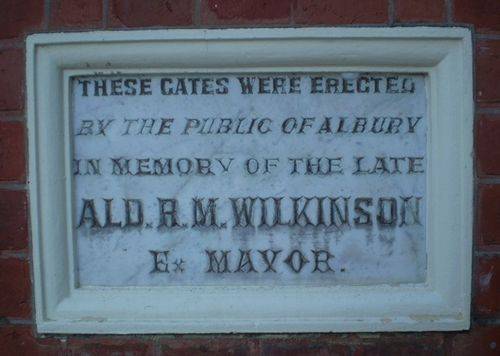 THESE GATES WERE ERECTED
BY THE PUBLIC OF ALBURY
IN MEMORY OF THE LATE
ALD. R. M. WILKINSON
Ex MAYOR.